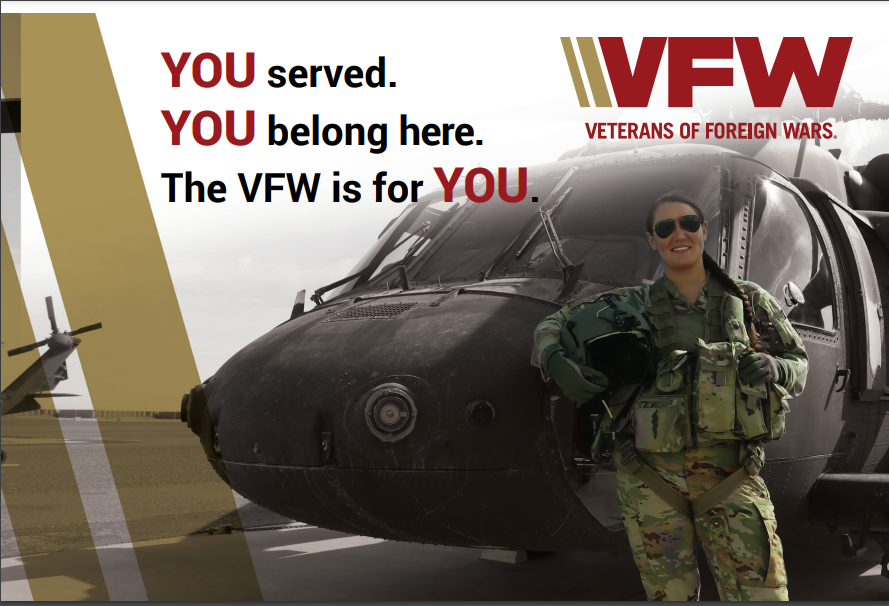 YOU served.
YOU belong here.
The VFW is for YOU.
VFW
VETERANS OF FOREIGN WARS.